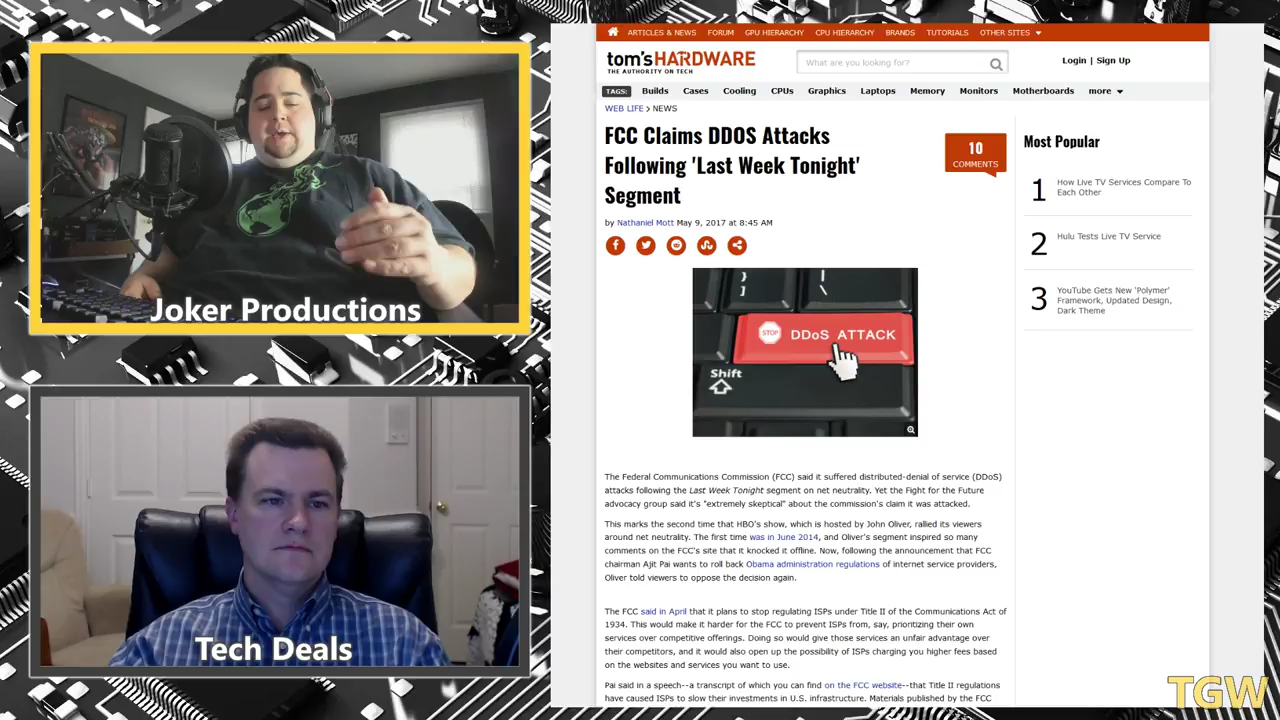 Joker Productions
Tech Deals
ARTICLES & NEWS FORUM GPU HIERARCHY CPU HIERARCHY BRANDS TUTORIALS OTHER SITES
tom'sHARDWARE
THE AUTHORITY ON TECH
What are you looking for?
Login | Sign Up
TAGS: Builds Cases Cooling CPUs Graphics Laptops Memory Monitors Motherboards more
WEB LIFE > NEWS
FCC Claims DDOS Attacks
Following 'Last Week Tonight'
Segment
10
COMMENTS
by Nathaniel Mott May 9, 2017 at 8:45 AM
}
]
|
\
STOP
DDoS ATTACK
Shift
The Federal Communications Commission (FCC) said it suffered distributed-denial of service (DDoS)
attacks following the Last Week Tonight segment on net neutrality. Yet the Fight for the Future
advocacy group said it's "extremely skeptical" about the commission's claim it was attacked.
This marks the second time that HBO's show, which is hosted by John Oliver, rallied its viewers
around net neutrality. The first time was in June 2014, and Oliver's segment inspired so many
comments on the FCC's site that it knocked it offline. Now, following the announcement that FCC
chairman Ajit Pai wants to roll back Obama administration regulations of internet service providers,
Oliver told viewers to oppose the decision again.
The FCC said in April that it plans to stop regulating ISPs under Title II of the Communications Act of
1934. This would make it harder for the FCC to prevent ISPs from, say, prioritizing their own
services over competitive offerings. Doing so would give those services an unfair advantage over
their competitors, and it would also open up the possibility of ISPs charging you higher fees based
on the websites and services you want to use.
Pai said in a speech--a transcript of which you can find on the FCC website--that Title II regulations
have caused ISPs to slow their investments in U.S. infrastructure. Materials published by the FCC
Most Popular
1
How Live TV Services Compare To
Each Other
2
Hulu Tests Live TV Service
3
YouTube Gets New 'Polymer'
Framework, Updated Design,
Dark Theme
TGW